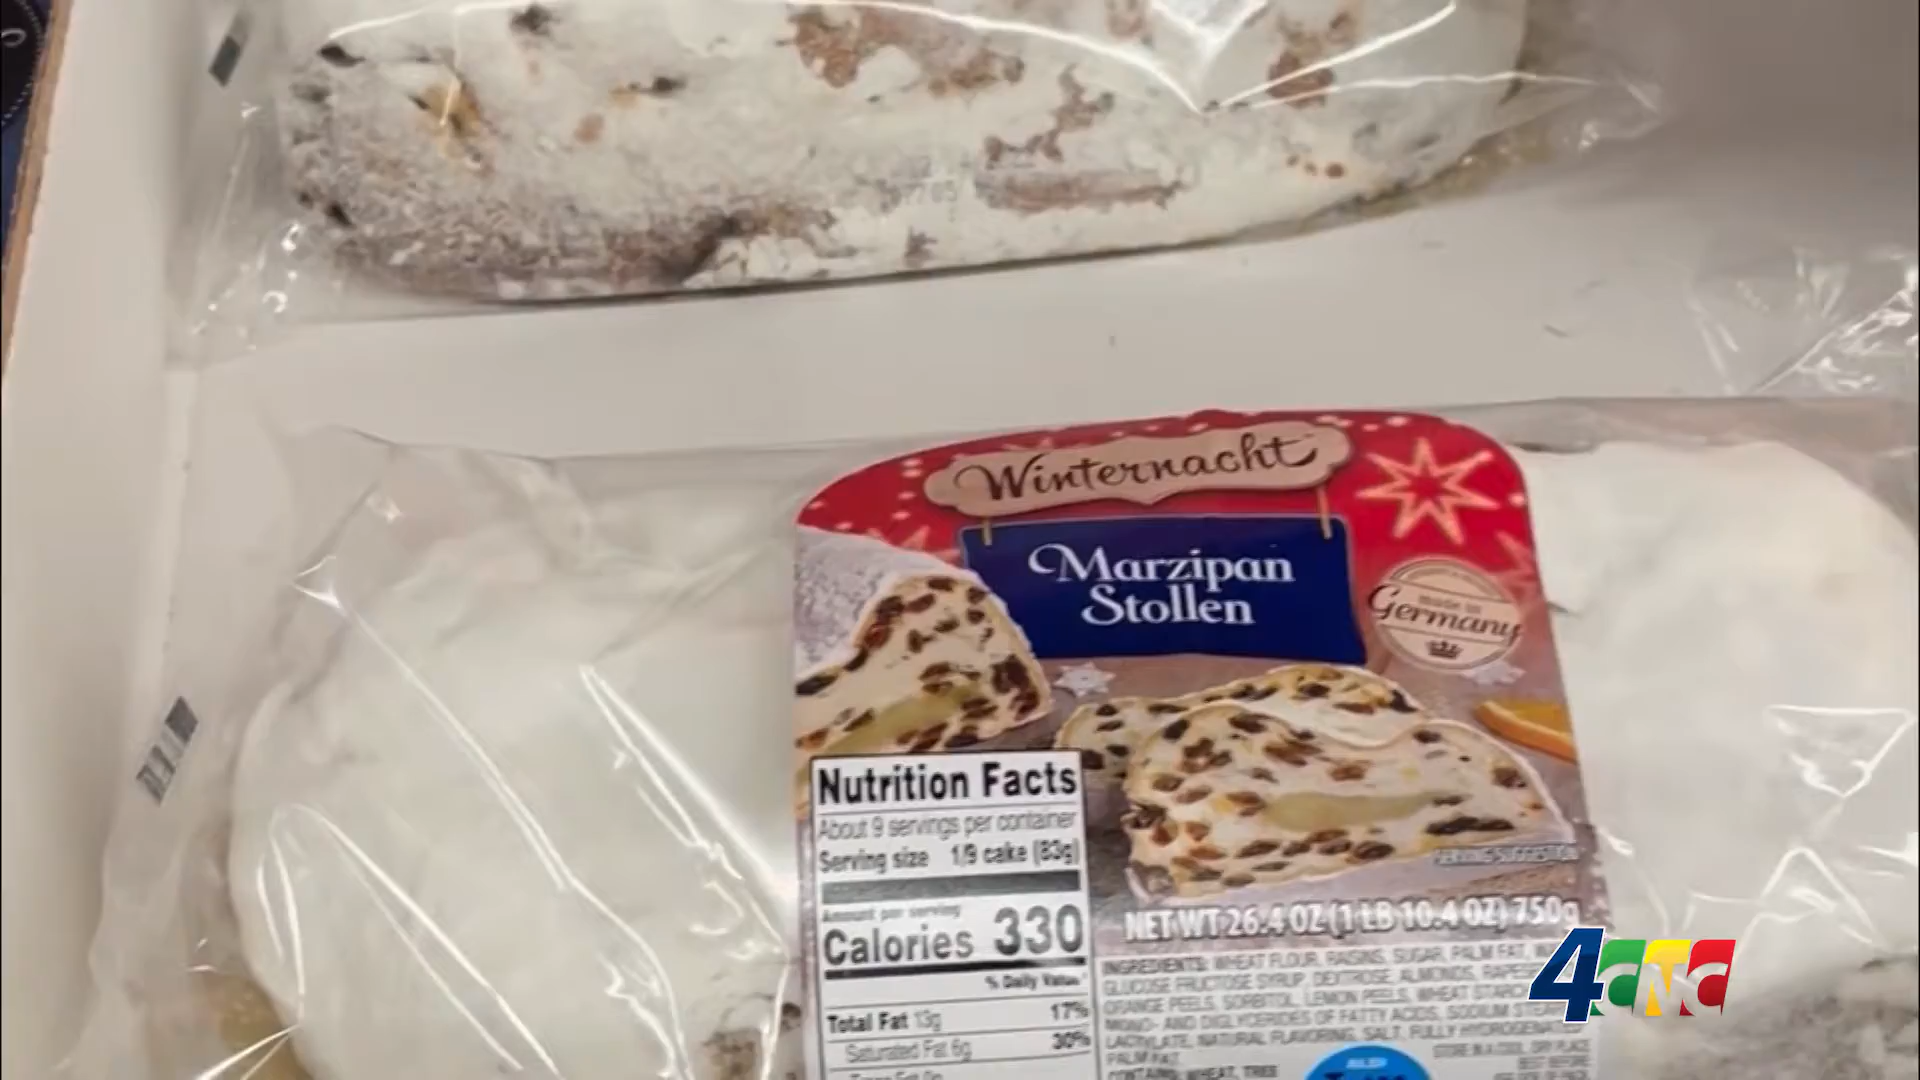 Winternacht
Marzipan
Stollen
Made in
Germany
Nutrition Facts
About 9 servings per container
Serving size 1/9 cake (83g)
Amount per serving
Calories 330
% Daily Value*
Total Fat 13g 17%
Saturated Fat 6g 30%
SERVING SUGGESTION
NET WT 26.4 OZ (1 LB 10.4 OZ) 750g
INGREDIENTS: WHEAT FLOUR, RAISINS, SUGAR, PALM FAT,
GLUCOSE FRUCTOSE SYRUP, DEXTROSE, ALMONDS,
ORANGE PEELS, SORBITOL, LEMON PEELS, WHEAT STARCH,
MONO- AND DIGLYCERIDES OF FATTY ACIDS, SODIUM
LACTYLATE, NATURAL FLAVORING, SALT, FULLY HYDROGENATED
PALM FAT.
CONTAINS: WHEAT, TREE
STORE IN A COOL, DRY PLACE
BEST BEFORE
4CNC